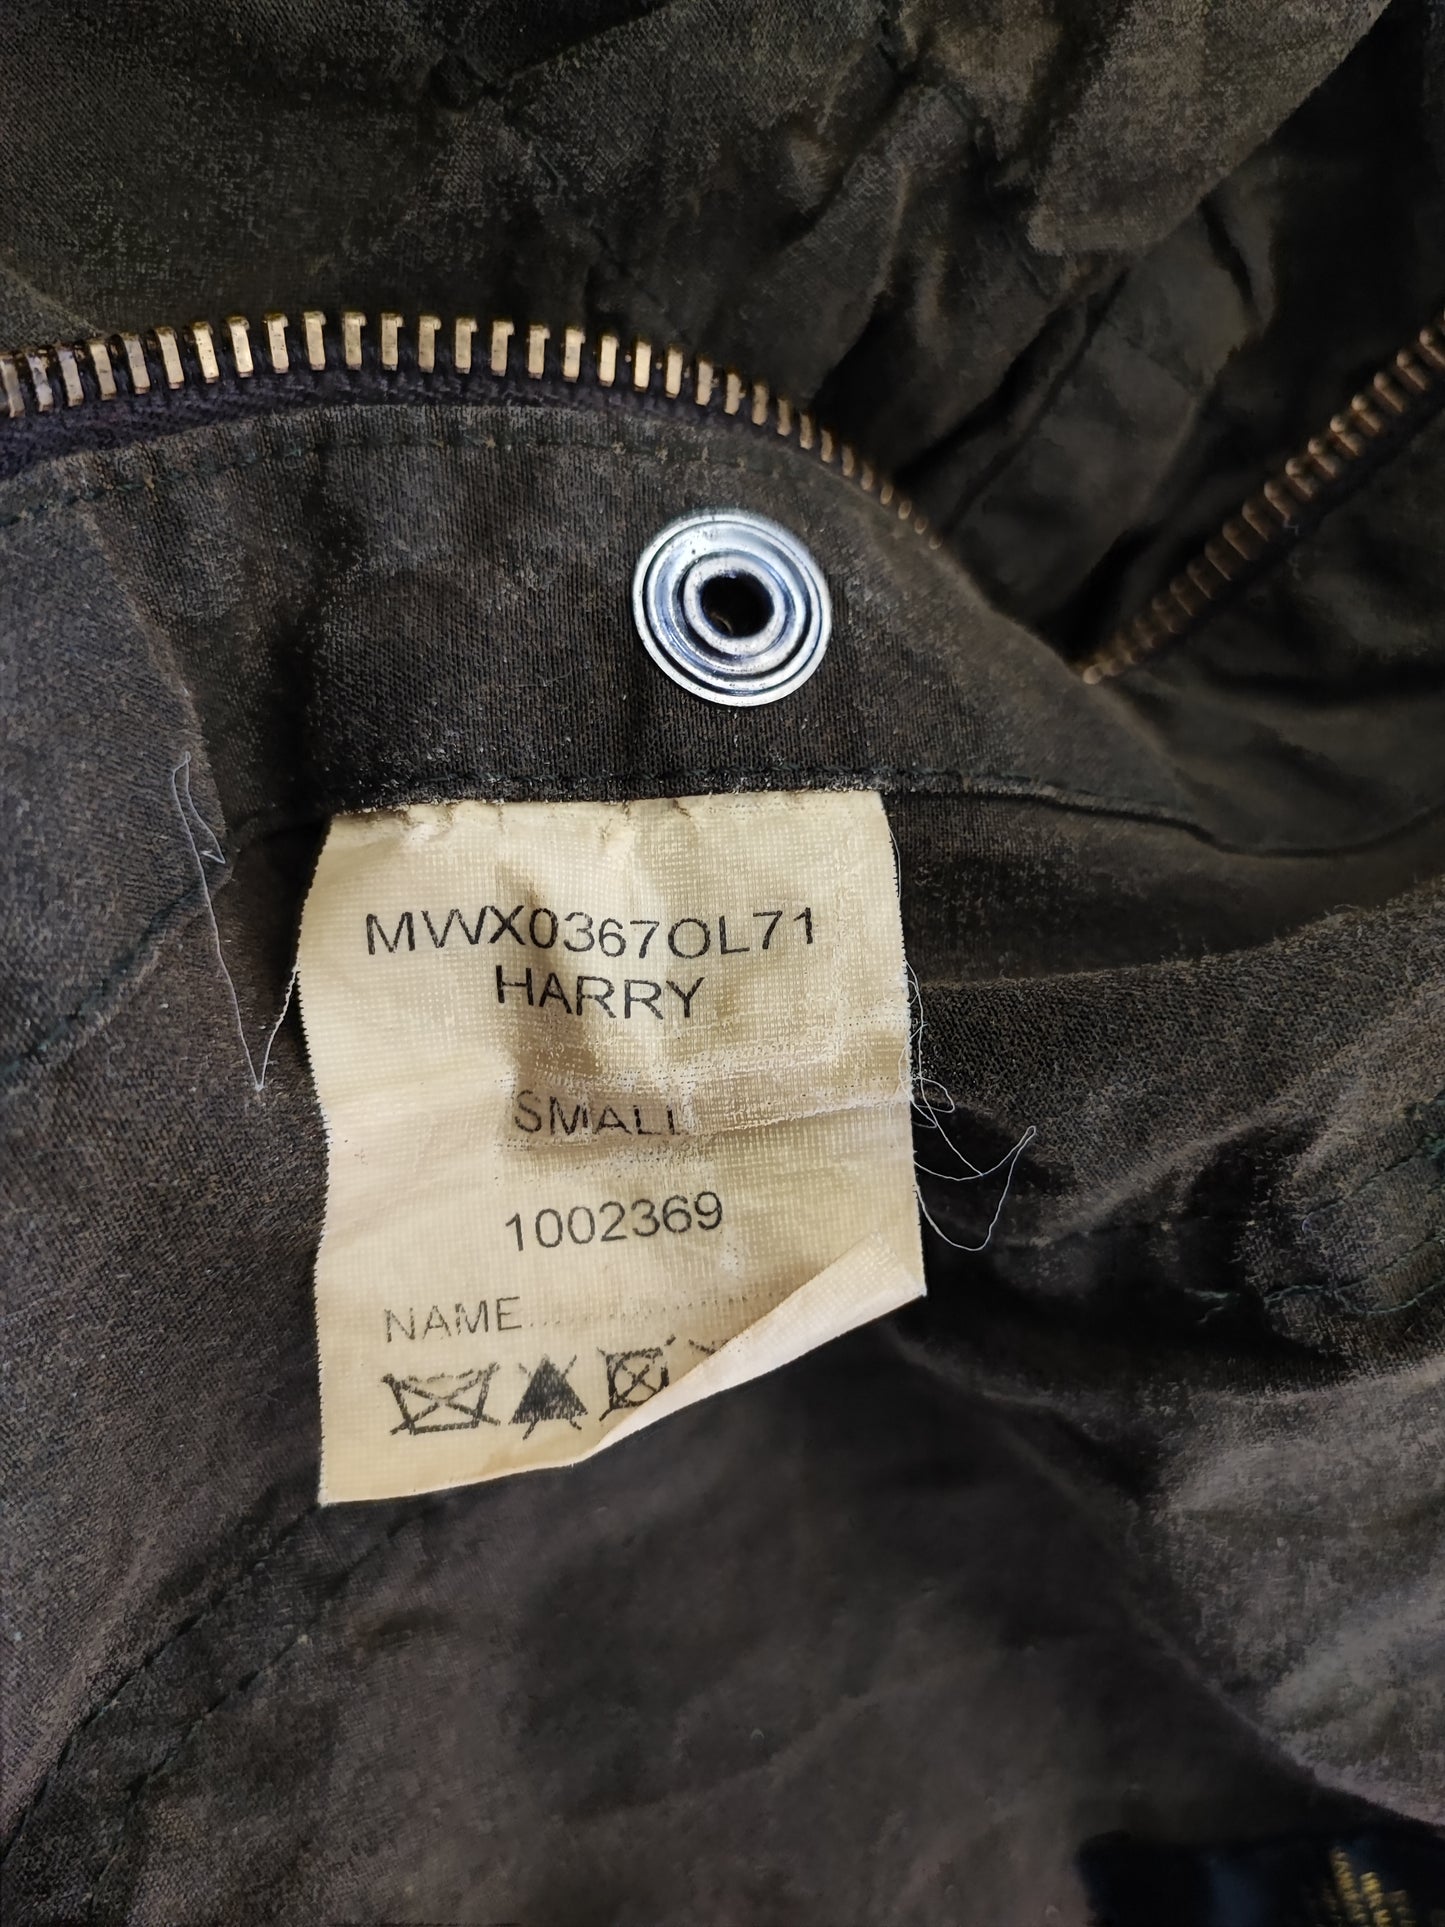 MWX0367OL71
HARRY
SMALL
1002369
NAME....................